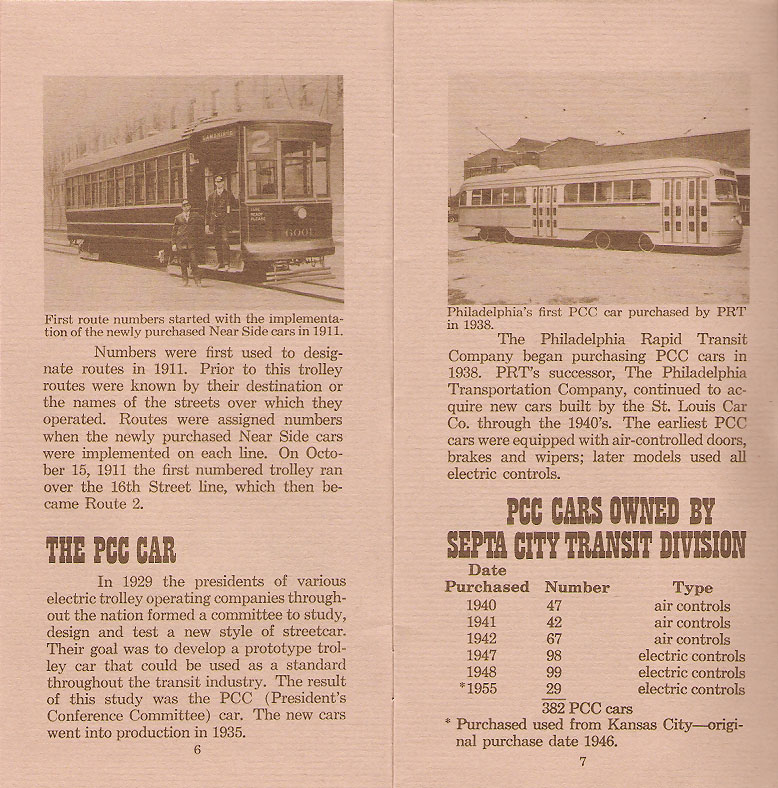 LOMBARD ST
2
CARS
READ
PLEASE
6001
First route numbers started with the implementa-
tion of the newly purchased Near Side cars in 1911.
Numbers were first used to desig-
nate routes in 1911. Prior to this trolley
routes were known by their destination or
the names of the streets over which they
operated. Routes were assigned numbers
when the newly purchased Near Side cars
were implemented on each line. On Octo-
ber 15, 1911 the first numbered trolley ran
over the 16th Street line, which then be-
came Route 2.
THE PCC CAR
In 1929 the presidents of various
electric trolley operating companies through-
out the nation formed a committee to study,
design and test a new style of streetcar.
Their goal was to develop a prototype trol-
ley car that could be used as a standard
throughout the transit industry. The result
of this study was the PCC (President's
Conference Committee) car. The new cars
went into production in 1935.
6
Philadelphia's first PCC car purchased by PRT
in 1938.
The Philadelphia Rapid Transit
Company began purchasing PCC cars in
1938. PRT's successor, The Philadelphia
Transportation Company, continued to ac-
quire new cars built by the St. Louis Car
Co. through the 1940's. The earliest PCC
cars were equipped with air-controlled doors,
brakes and wipers; later models used all
electric controls.
PCC CARS OWNED BY
SEPTA CITY TRANSIT DIVISION
Date
Purchased Number Type
1940 47 air controls
1941 42 air controls
1942 67 air controls
1947 98 electric controls
1948 99 electric controls
*1955 29 electric controls
382 PCC cars
* Purchased used from Kansas City—origi-
nal purchase date 1946.
7